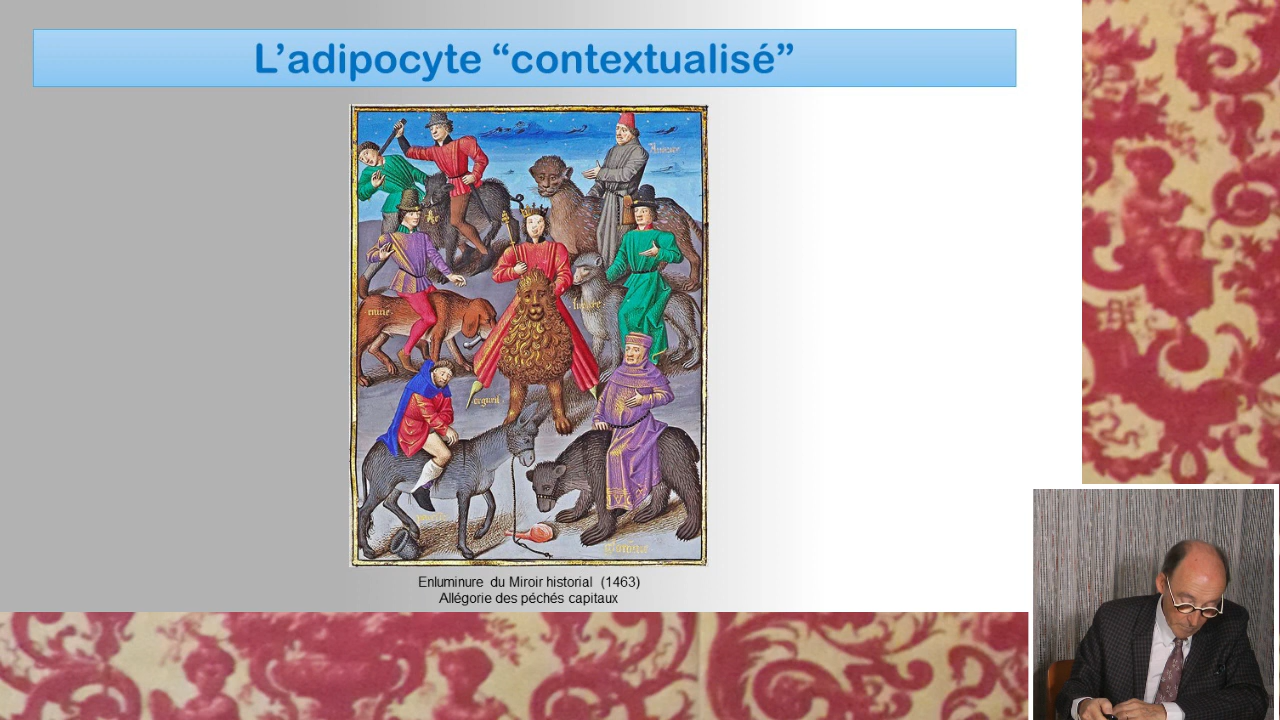 L’adipocyte “contextualisé”
Enluminure du Miroir historial (1463)
Allégorie des péchés capitaux